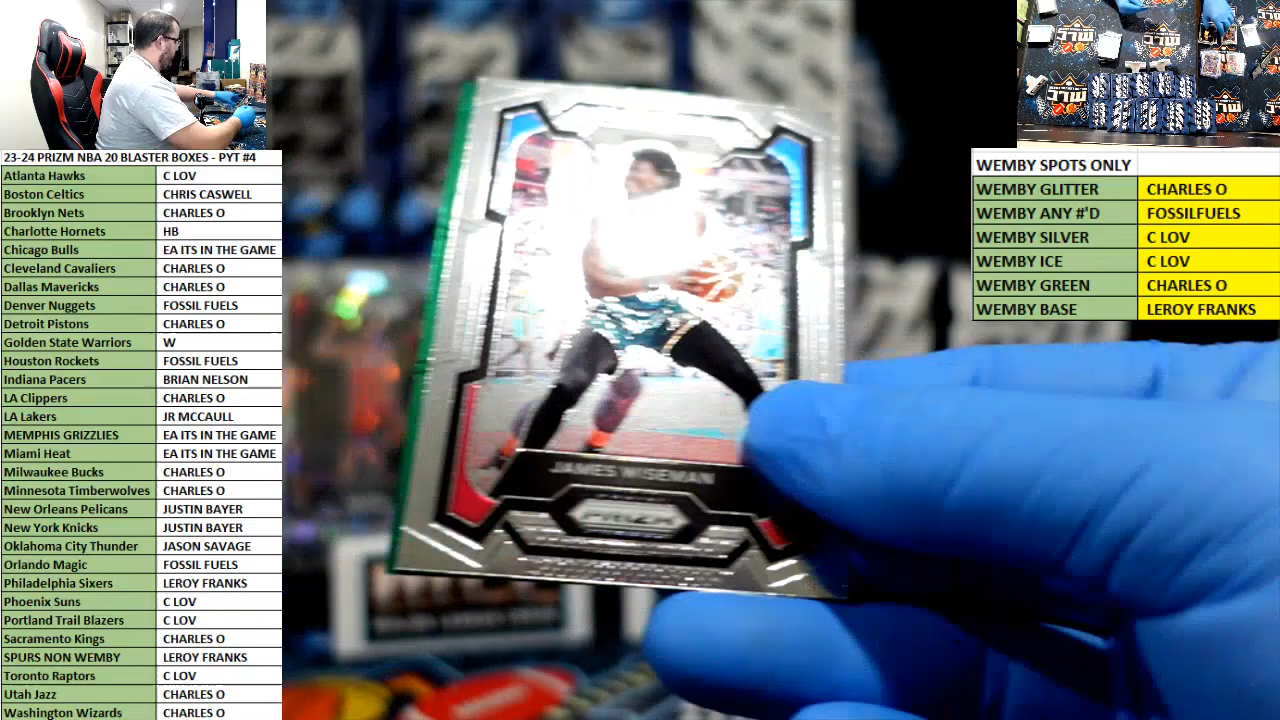 23-24 PRIZM NBA 20 BLASTER BOXES - PYT #4
Atlanta Hawks C LOV
Boston Celtics CHRIS CASWELL
Brooklyn Nets CHARLES O
Charlotte Hornets HB
Chicago Bulls EA ITS IN THE GAME
Cleveland Cavaliers CHARLES O
Dallas Mavericks CHARLES O
Denver Nuggets FOSSIL FUELS
Detroit Pistons CHARLES O
Golden State Warriors W
Houston Rockets FOSSIL FUELS
Indiana Pacers BRIAN NELSON
LA Clippers CHARLES O
LA Lakers JR MCCAULL
MEMPHIS GRIZZLIES EA ITS IN THE GAME
Miami Heat EA ITS IN THE GAME
Milwaukee Bucks CHARLES O
Minnesota Timberwolves CHARLES O
New Orleans Pelicans JUSTIN BAYER
New York Knicks JUSTIN BAYER
Oklahoma City Thunder JASON SAVAGE
Orlando Magic FOSSIL FUELS
Philadelphia Sixers LEROY FRANKS
Phoenix Suns C LOV
Portland Trail Blazers C LOV
Sacramento Kings CHARLES O
SPURS NON WEMBY LEROY FRANKS
Toronto Raptors C LOV
Utah Jazz CHARLES O
Washington Wizards CHARLES O
JAMES WISEMAN
PRIZM
MLC
WEMBY SPOTS ONLY
WEMBY GLITTER CHARLES O
WEMBY ANY #'D FOSSILFUELS
WEMBY SILVER C LOV
WEMBY ICE C LOV
WEMBY GREEN CHARLES O
WEMBY BASE LEROY FRANKS